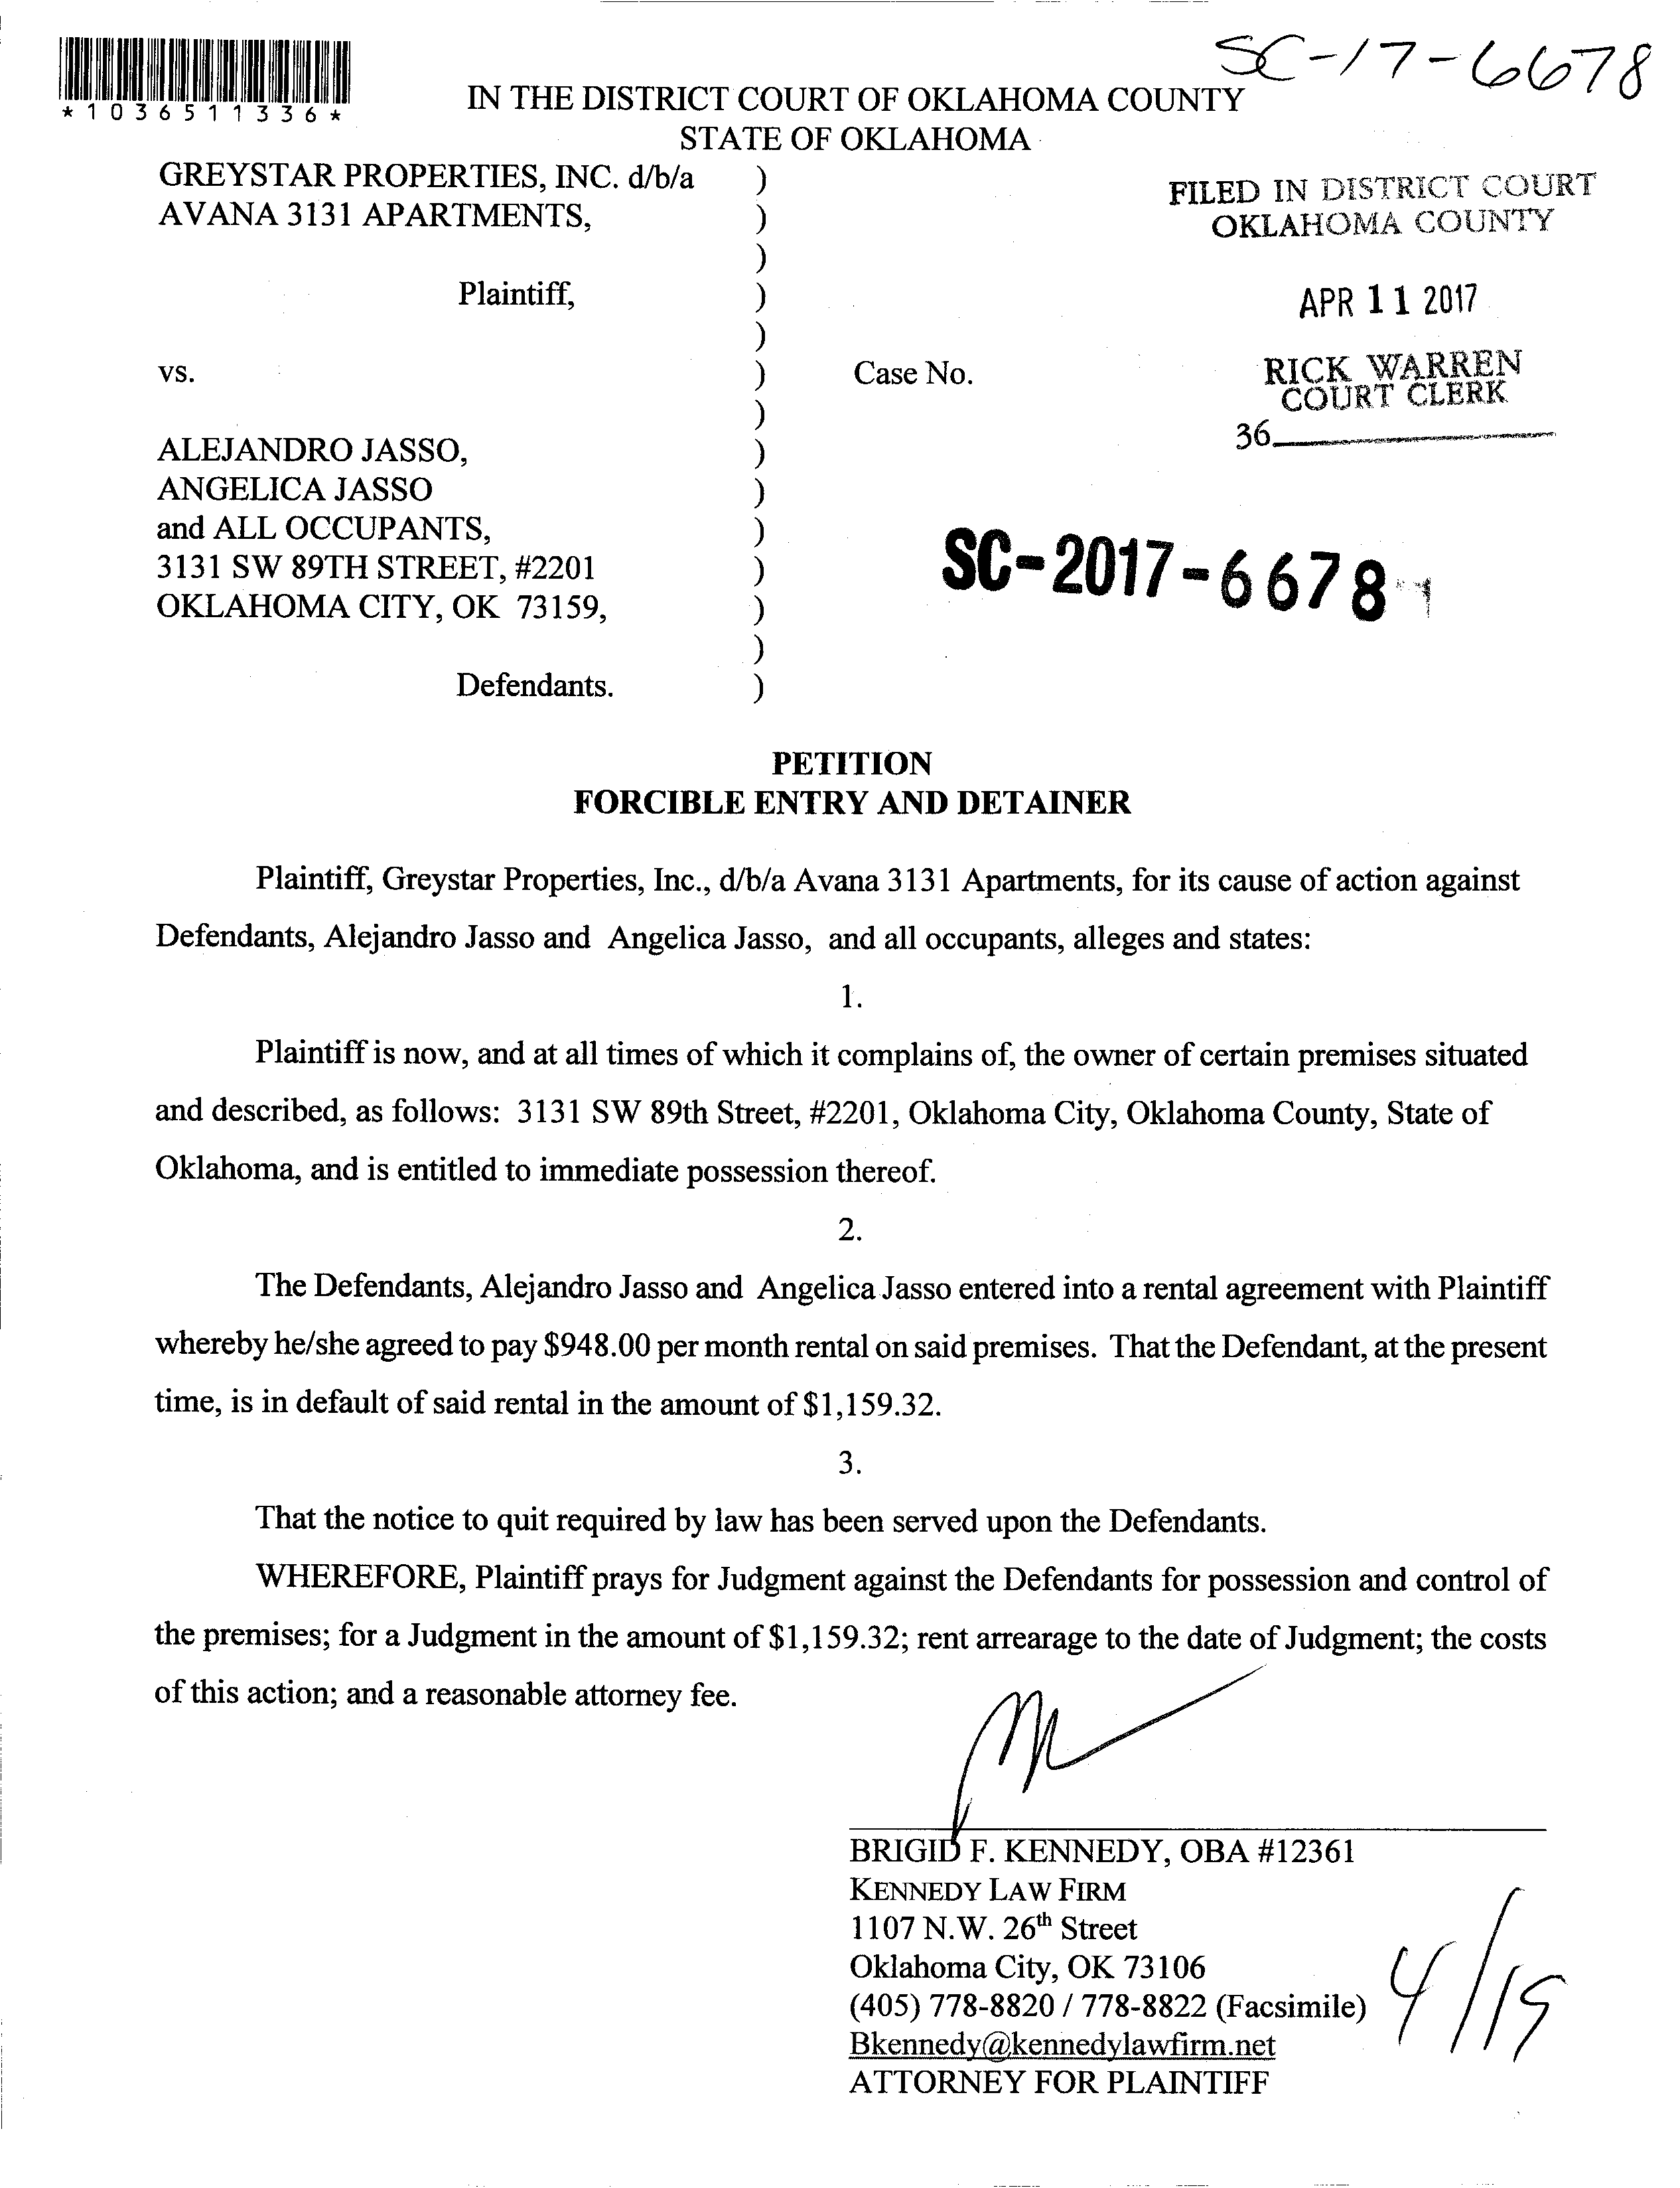 SC-17-6678
*1036511336*
IN THE DISTRICT COURT OF OKLAHOMA COUNTY
STATE OF OKLAHOMA
GREYSTAR PROPERTIES, INC. d/b/a )
AVANA 3131 APARTMENTS, )
)
Plaintiff, )
)
vs. ) Case No.
)
ALEJANDRO JASSO, )
ANGELICA JASSO )
and ALL OCCUPANTS, )
3131 SW 89TH STREET, #2201 )
OKLAHOMA CITY, OK 73159, )
)
Defendants. )
FILED IN DISTRICT COURT
OKLAHOMA COUNTY
APR 11 2017
RICK WARREN
COURT CLERK
36
SC-2017-6678
PETITION
FORCIBLE ENTRY AND DETAINER
Plaintiff, Greystar Properties, Inc., d/b/a Avana 3131 Apartments, for its cause of action against
Defendants, Alejandro Jasso and Angelica Jasso, and all occupants, alleges and states:
1.
Plaintiff is now, and at all times of which it complains of, the owner of certain premises situated
and described, as follows: 3131 SW 89th Street, #2201, Oklahoma City, Oklahoma County, State of
Oklahoma, and is entitled to immediate possession thereof.
2.
The Defendants, Alejandro Jasso and Angelica Jasso entered into a rental agreement with Plaintiff
whereby he/she agreed to pay $948.00 per month rental on said premises. That the Defendant, at the present
time, is in default of said rental in the amount of $1,159.32.
3.
That the notice to quit required by law has been served upon the Defendants.
WHEREFORE, Plaintiff prays for Judgment against the Defendants for possession and control of
the premises; for a Judgment in the amount of $1,159.32; rent arrearage to the date of Judgment; the costs
of this action; and a reasonable attorney fee.
BRIGID F. KENNEDY, OBA #12361
KENNEDY LAW FIRM
1107 N.W. 26th Street
Oklahoma City, OK 73106
(405) 778-8820 / 778-8822 (Facsimile)
Bkennedy@kennedylawfirm.net
ATTORNEY FOR PLAINTIFF